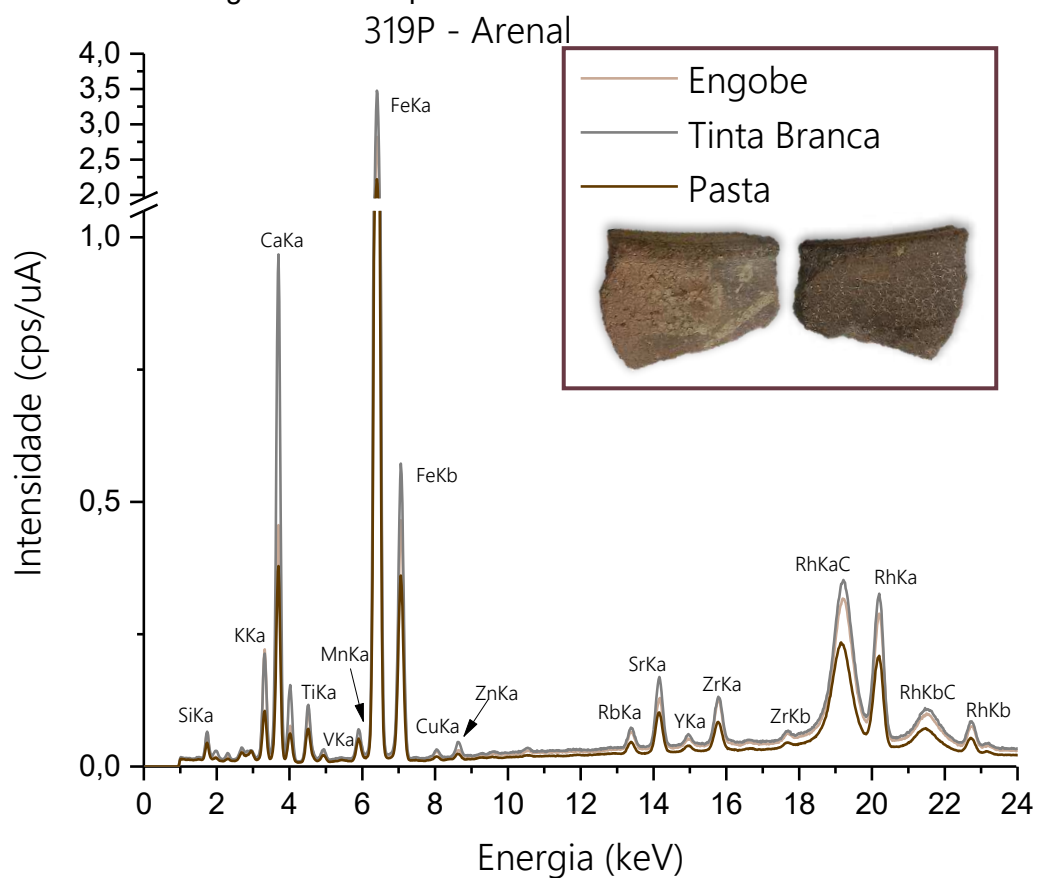 319P - Arenal
Engobe
Tinta Branca
Pasta
4,0
3,5
3,0
2,5
2,0
1,0
0,5
0,0
Intensidade (cps/uA)
FeKa
CaKa
FeKb
KKa
MnKa
TiKa
ZnKa
SiKa
VKa
CuKa
RhKaC
RhKa
SrKa
ZrKa
RhKbC
RhKb
RbKa
YKa
ZrKb
0 2 4 6 8 10 12 14 16 18 20 22 24
Energia (keV)